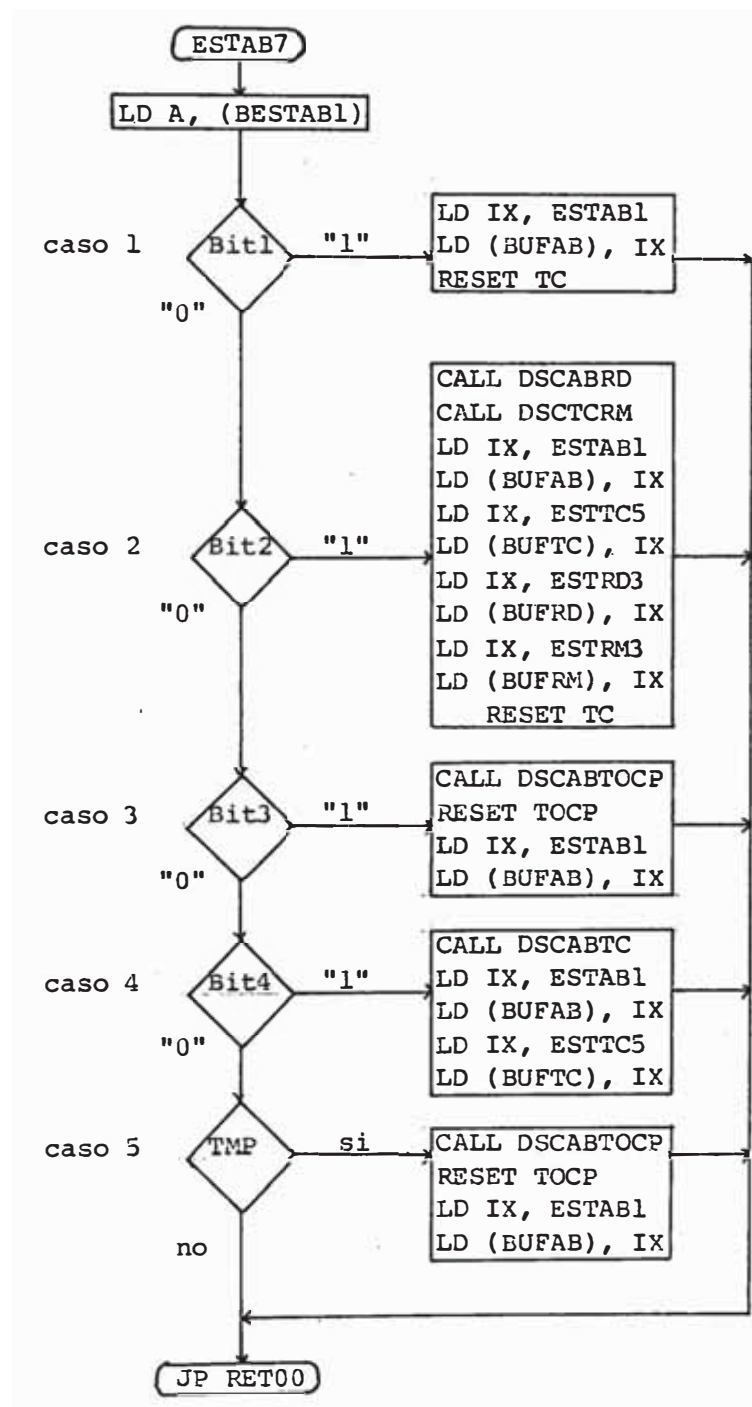 ESTAB7
LD A, (BESTAB1)
caso 1
Bit1
"1"
"0"
LD IX, ESTAB1
LD (BUFAB), IX
RESET TC
caso 2
Bit2
"1"
"0"
CALL DSCABRD
CALL DSCTCRM
LD IX, ESTAB1
LD (BUFAB), IX
LD IX, ESTTC5
LD (BUFTC), IX
LD IX, ESTRD3
LD (BUFRD), IX
LD IX, ESTRM3
LD (BUFRM), IX
RESET TC
caso 3
Bit3
"1"
"0"
CALL DSCABTOCP
RESET TOCP
LD IX, ESTAB1
LD (BUFAB), IX
caso 4
Bit4
"1"
"0"
CALL DSCABTC
LD IX, ESTAB1
LD (BUFAB), IX
LD IX, ESTTC5
LD (BUFTC), IX
caso 5
TMP
si
no
CALL DSCABTOCP
RESET TOCP
LD IX, ESTAB1
LD (BUFAB), IX
JP RET00